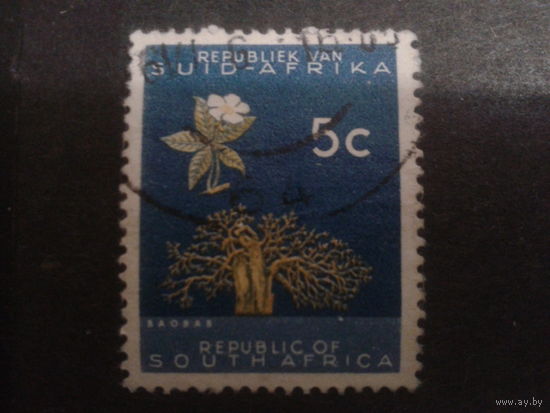 REPUBLIEK VAN
SUID-AFRIKA
5c
BAOBAB
REPUBLIC OF
SOUTH AFRICA
www.ay.by